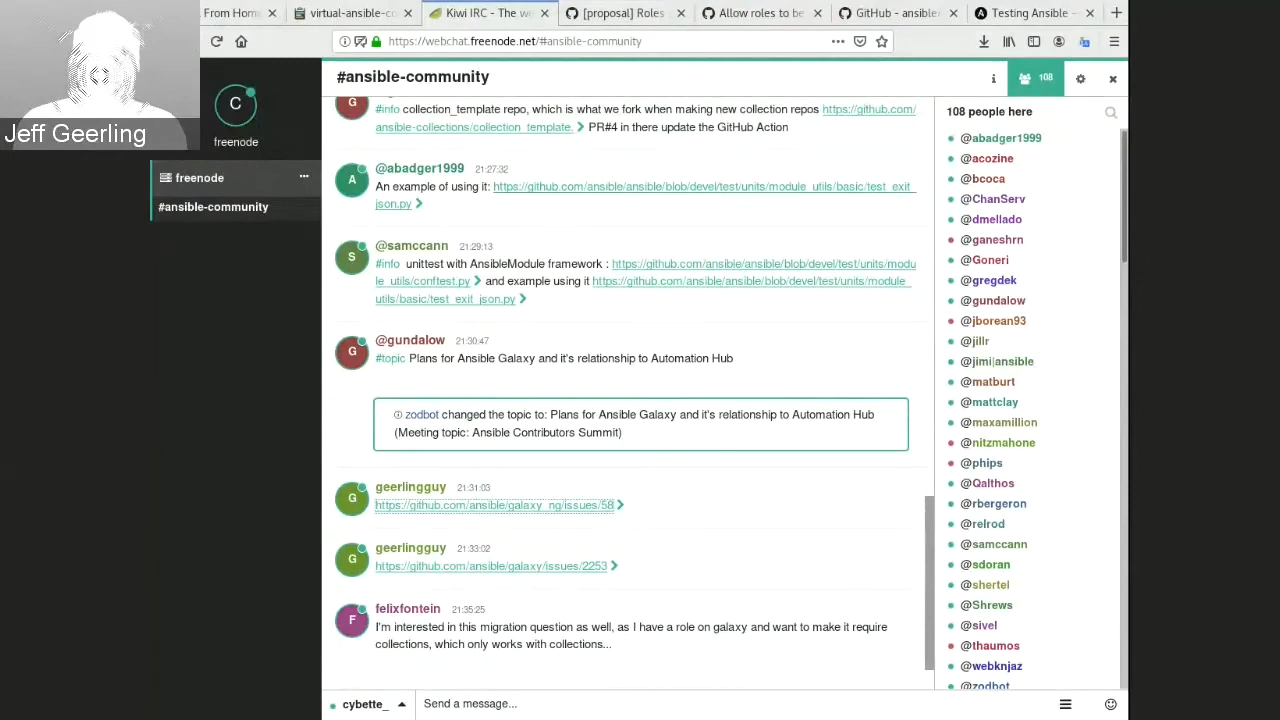 From Home
virtual-ansible-co
Kiwi IRC - The we
[proposal] Roles
Allow roles to be
GitHub - ansible
Testing Ansible –
https://webchat.freenode.net/#ansible-community
Jeff Geerling
C
freenode
freenode
#ansible-community
#ansible-community
108
G
#info collection_template repo, which is what we fork when making new collection repos https://github.com/
ansible-collections/collection_template. PR#4 in there update the GitHub Action
A
@abadger1999 21:27:32
An example of using it: https://github.com/ansible/ansible/blob/devel/test/units/module_utils/basic/test_exit_
json.py
S
@samccann 21:29:13
#info unittest with AnsibleModule framework : https://github.com/ansible/ansible/blob/devel/test/units/modu
le_utils/conftest.py and example using it https://github.com/ansible/ansible/blob/devel/test/units/module_
utils/basic/test_exit_json.py
G
@gundalow 21:30:47
#topic Plans for Ansible Galaxy and it's relationship to Automation Hub
zodbot changed the topic to: Plans for Ansible Galaxy and it's relationship to Automation Hub
(Meeting topic: Ansible Contributors Summit)
G
geerlingguy 21:31:03
https://github.com/ansible/galaxy_ng/issues/58
G
geerlingguy 21:33:02
https://github.com/ansible/galaxy/issues/2253
F
felixfontein 21:35:25
I'm interested in this migration question as well, as I have a role on galaxy and want to make it require
collections, which only works with collections...
cybette_
Send a message...
108 people here
@abadger1999
@acozine
@bcoca
@ChanServ
@dmellado
@ganeshrn
@Goneri
@gregdek
@gundalow
@jborean93
@jillr
@jimi|ansible
@matburt
@mattclay
@maxamillion
@nitzmahone
@phips
@Qalthos
@rbergeron
@relrod
@samccann
@sdoran
@shertel
@Shrews
@sivel
@thaumos
@webknjaz
@zodbot